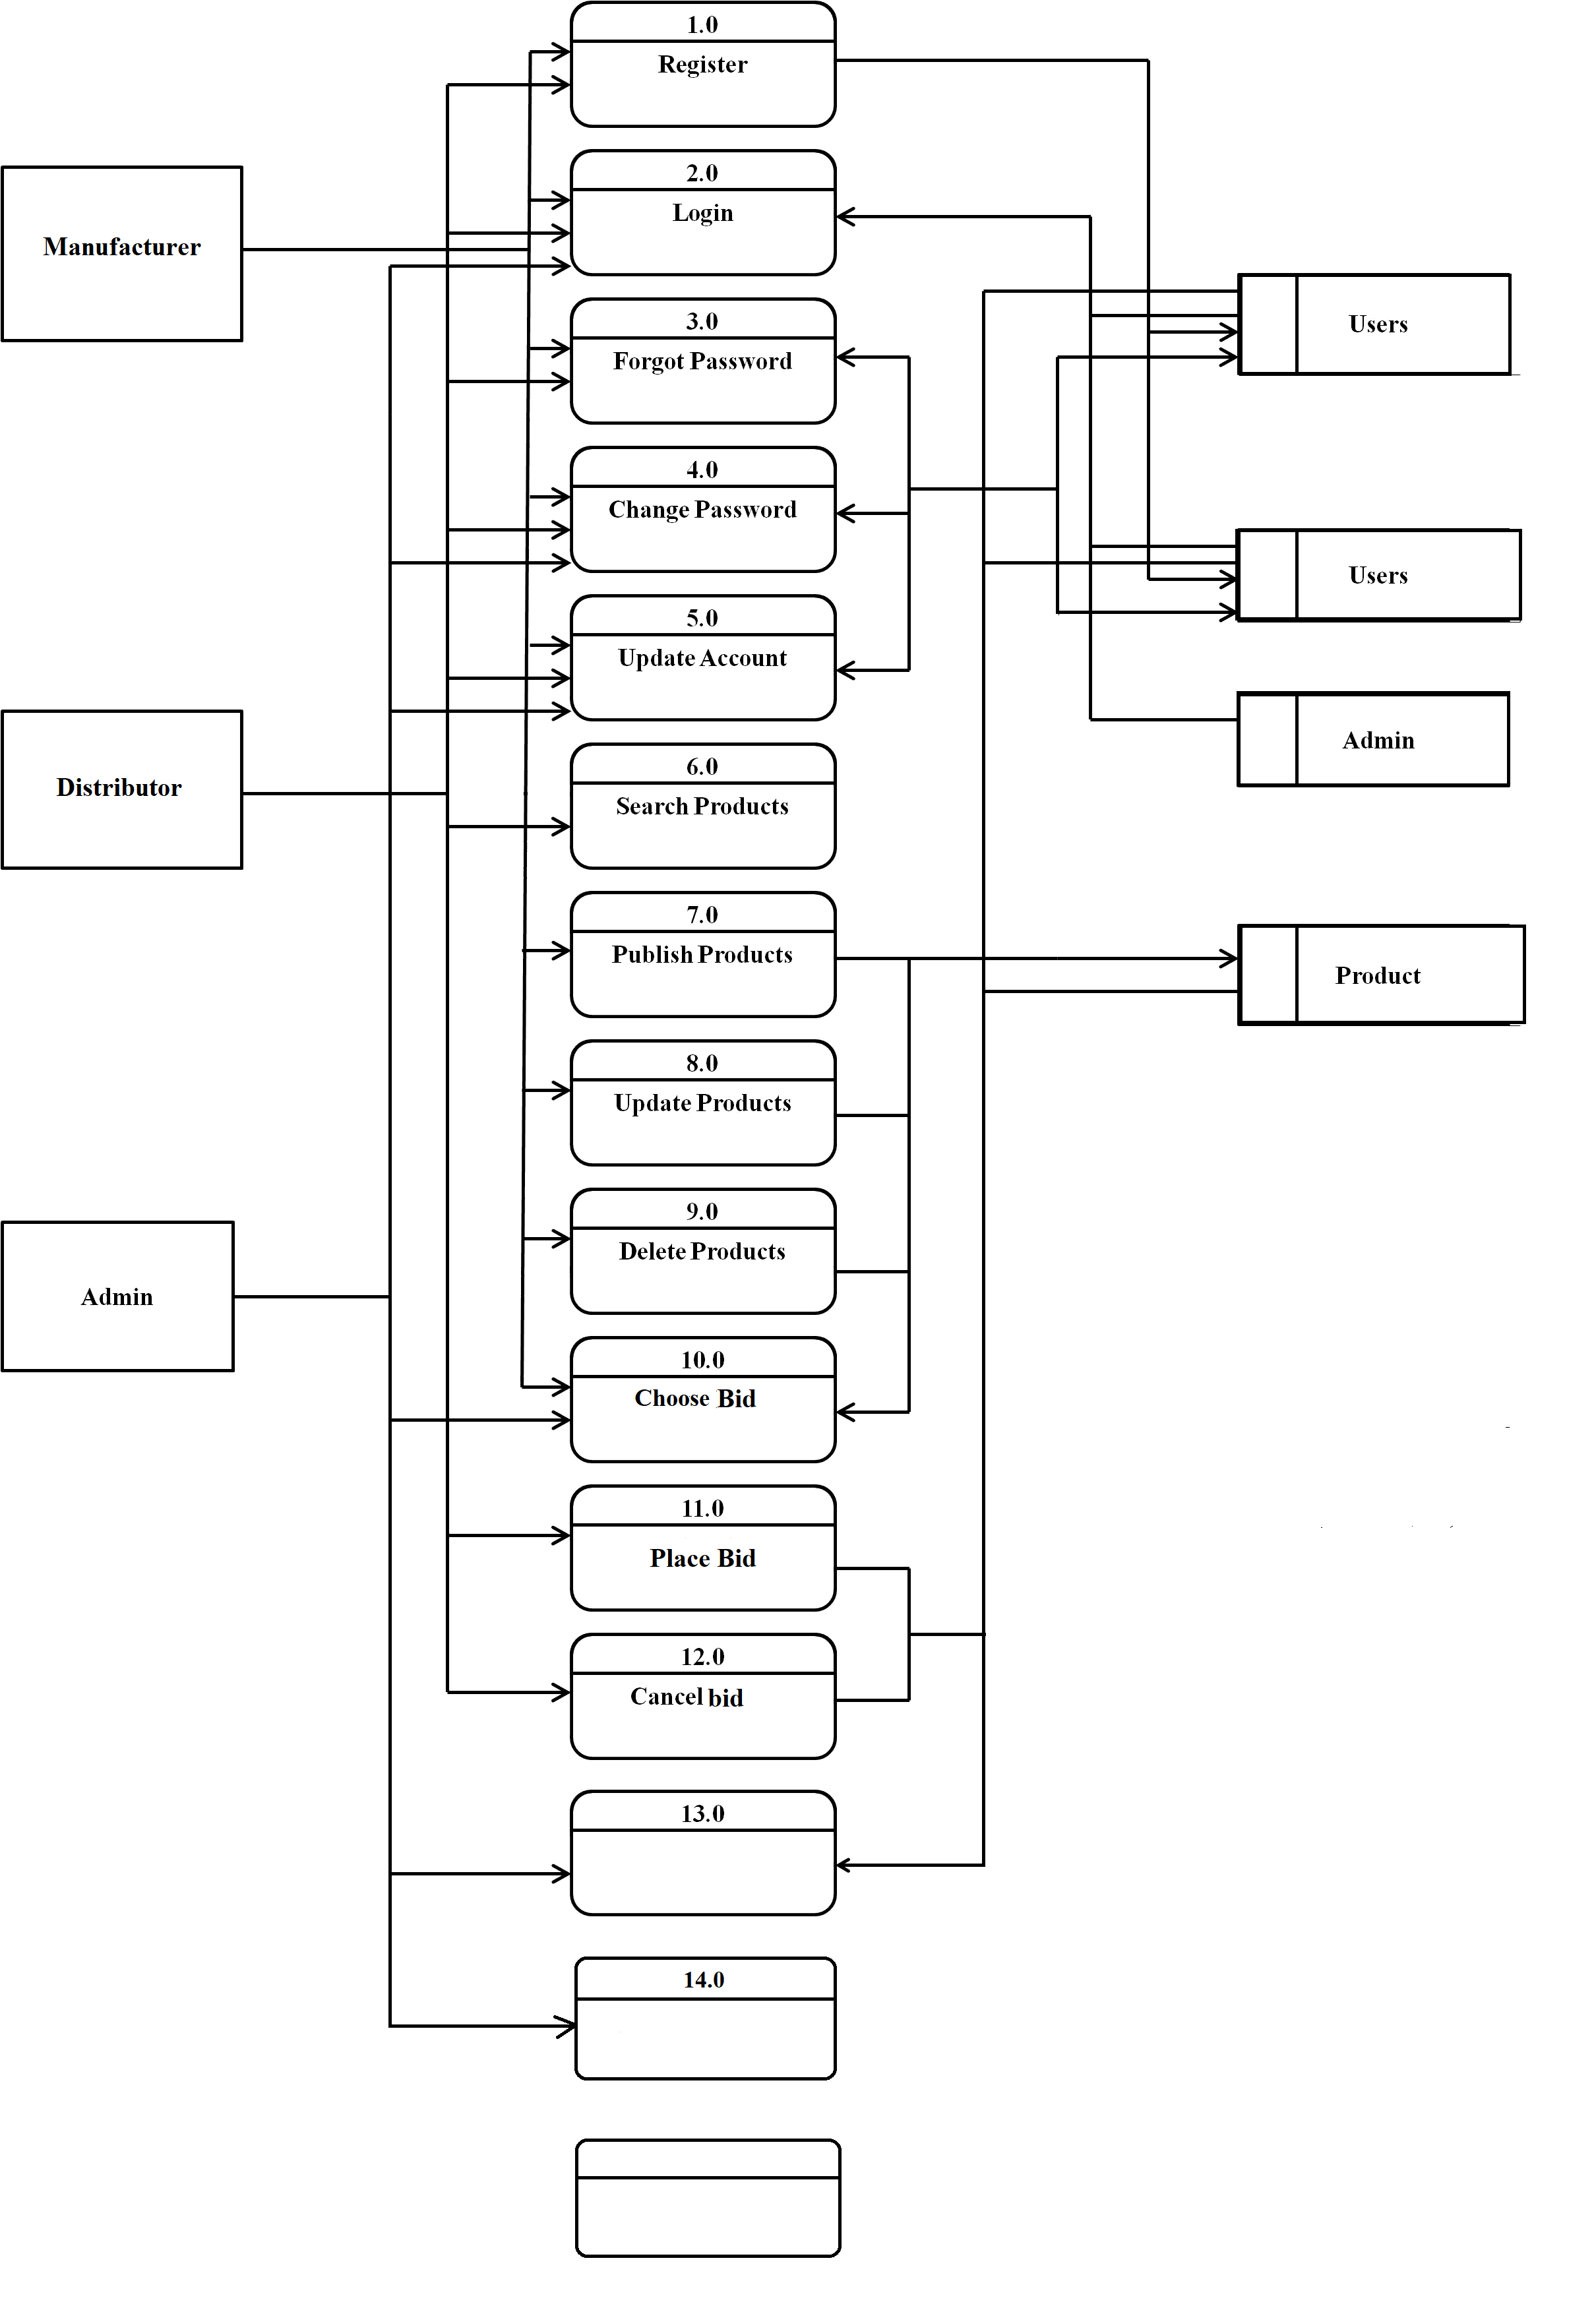 1.0
Register
2.0
Login
Manufacturer
3.0
Forgot Password
Users
4.0
Change Password
Users
5.0
Update Account
Admin
6.0
Search Products
Distributor
7.0
Publish Products
Product
8.0
Update Products
9.0
Delete Products
Admin
10.0
Choose Bid
11.0
Place Bid
12.0
Cancel bid
13.0
14.0